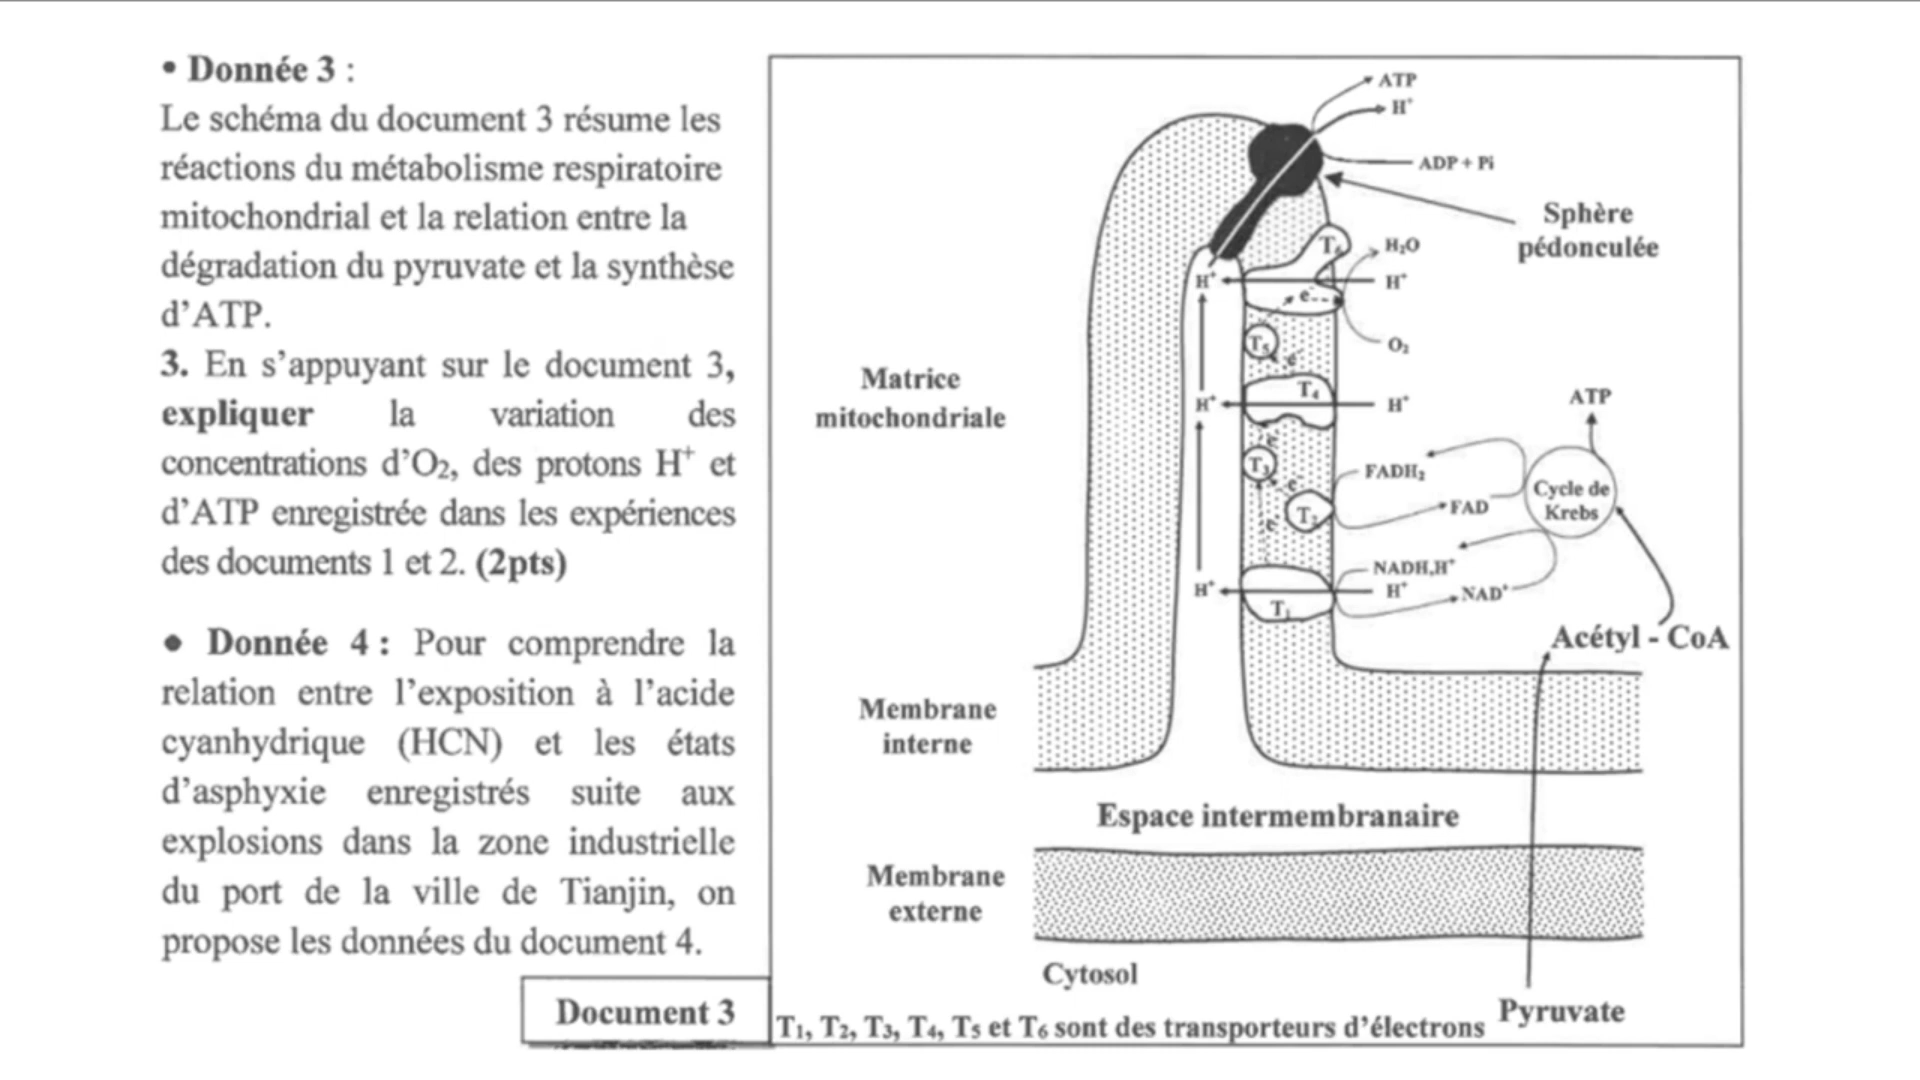 • Donnée 3 :
Le schéma du document 3 résume les
réactions du métabolisme respiratoire
mitochondrial et la relation entre la
dégradation du pyruvate et la synthèse
d’ATP.
3. En s’appuyant sur le document 3,
expliquer la variation des
concentrations d’O₂, des protons H⁺ et
d’ATP enregistrée dans les expériences
des documents 1 et 2. (2pts)
• Donnée 4 : Pour comprendre la
relation entre l’exposition à l’acide
cyanhydrique (HCN) et les états
d’asphyxie enregistrés suite aux
explosions dans la zone industrielle
du port de la ville de Tianjin, on
propose les données du document 4.
Document 3
ATP
H⁺
ADP + Pi
Sphère
pédonculée
T₆
H₂O
H⁺
H⁺
e⁻
T₅
e⁻
O₂
Matrice
mitochondriale
T₄
H⁺
H⁺
ATP
e⁻
T₃
FADH₂
e⁻
Cycle de
Krebs
FAD
T₂
e⁻
NADH,H⁺
H⁺
H⁺
NAD⁺
T₁
Acétyl - CoA
Membrane
interne
Espace intermembranaire
Membrane
externe
Cytosol
Pyruvate
T₁, T₂, T₃, T₄, T₅ et T₆ sont des transporteurs d’électrons